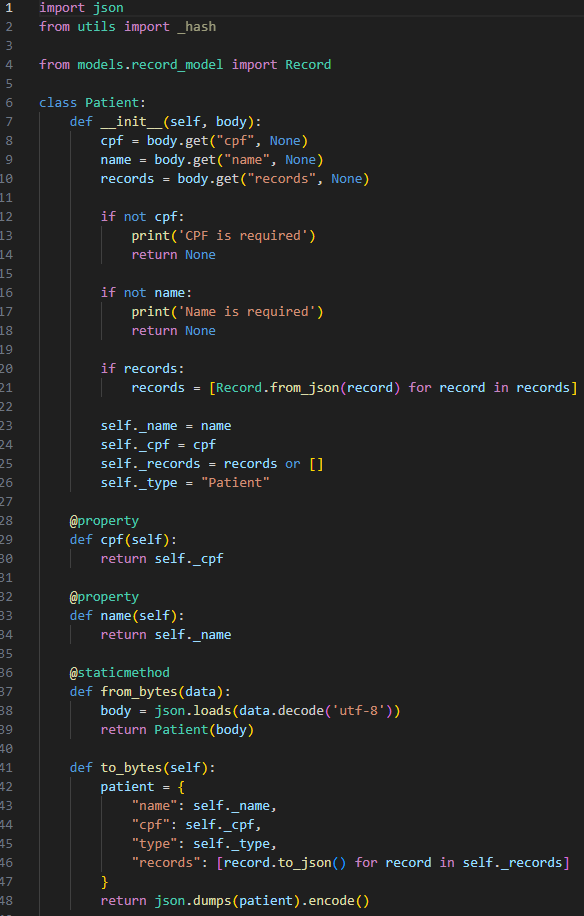 1 import json
2 from utils import _hash
3
4 from models.record_model import Record
5
6 class Patient:
7     def __init__(self, body):
8         cpf = body.get("cpf", None)
9         name = body.get("name", None)
10         records = body.get("records", None)
11
12         if not cpf:
13             print('CPF is required')
14             return None
15
16         if not name:
17             print('Name is required')
18             return None
19
20         if records:
21             records = [Record.from_json(record) for record in records]
22
23         self._name = name
24         self._cpf = cpf
25         self._records = records or []
26         self._type = "Patient"
27
28     @property
29     def cpf(self):
30         return self._cpf
31
32     @property
33     def name(self):
34         return self._name
35
36     @staticmethod
37     def from_bytes(data):
38         body = json.loads(data.decode('utf-8'))
39         return Patient(body)
40
41     def to_bytes(self):
42         patient = {
43             "name": self._name,
44             "cpf": self._cpf,
45             "type": self._type,
46             "records": [record.to_json() for record in self._records]
47         }
48         return json.dumps(patient).encode()